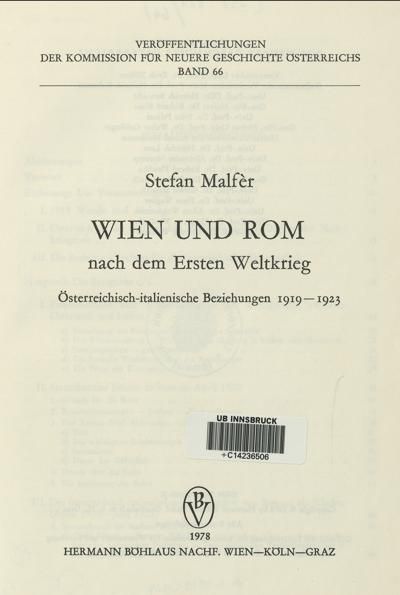 VERÖFFENTLICHUNGEN
DER KOMMISSION FÜR NEUERE GESCHICHTE ÖSTERREICHS
BAND 66
Stefan Malfèr
WIEN UND ROM
nach dem Ersten Weltkrieg
Österreichisch-italienische Beziehungen 1919—1923
UB INNSBRUCK
+C14236506
BV
1978
HERMANN BÖHLAUS NACHF. WIEN—KÖLN—GRAZ